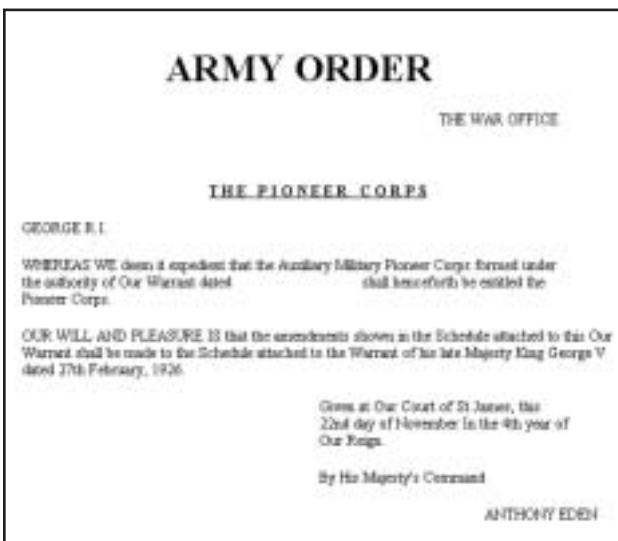 ARMY ORDER
THE WAR OFFICE
THE PIONEER CORPS
GEORGE R.I.
WHEREAS WE deem it expedient that the Auxiliary Military Pioneer Corps formed under
the authority of Our Warrant dated shall henceforth be entitled the
Pioneer Corps.
OUR WILL AND PLEASURE IS that the amendments shown in the Schedule attached to this Our
Warrant shall be made to the Schedule attached to the Warrant of his late Majesty King George V
dated 27th February, 1926.
Given at Our Court of St James, this
22nd day of November In the 4th year of
Our Reign.
By His Majesty's Command
ANTHONY EDEN